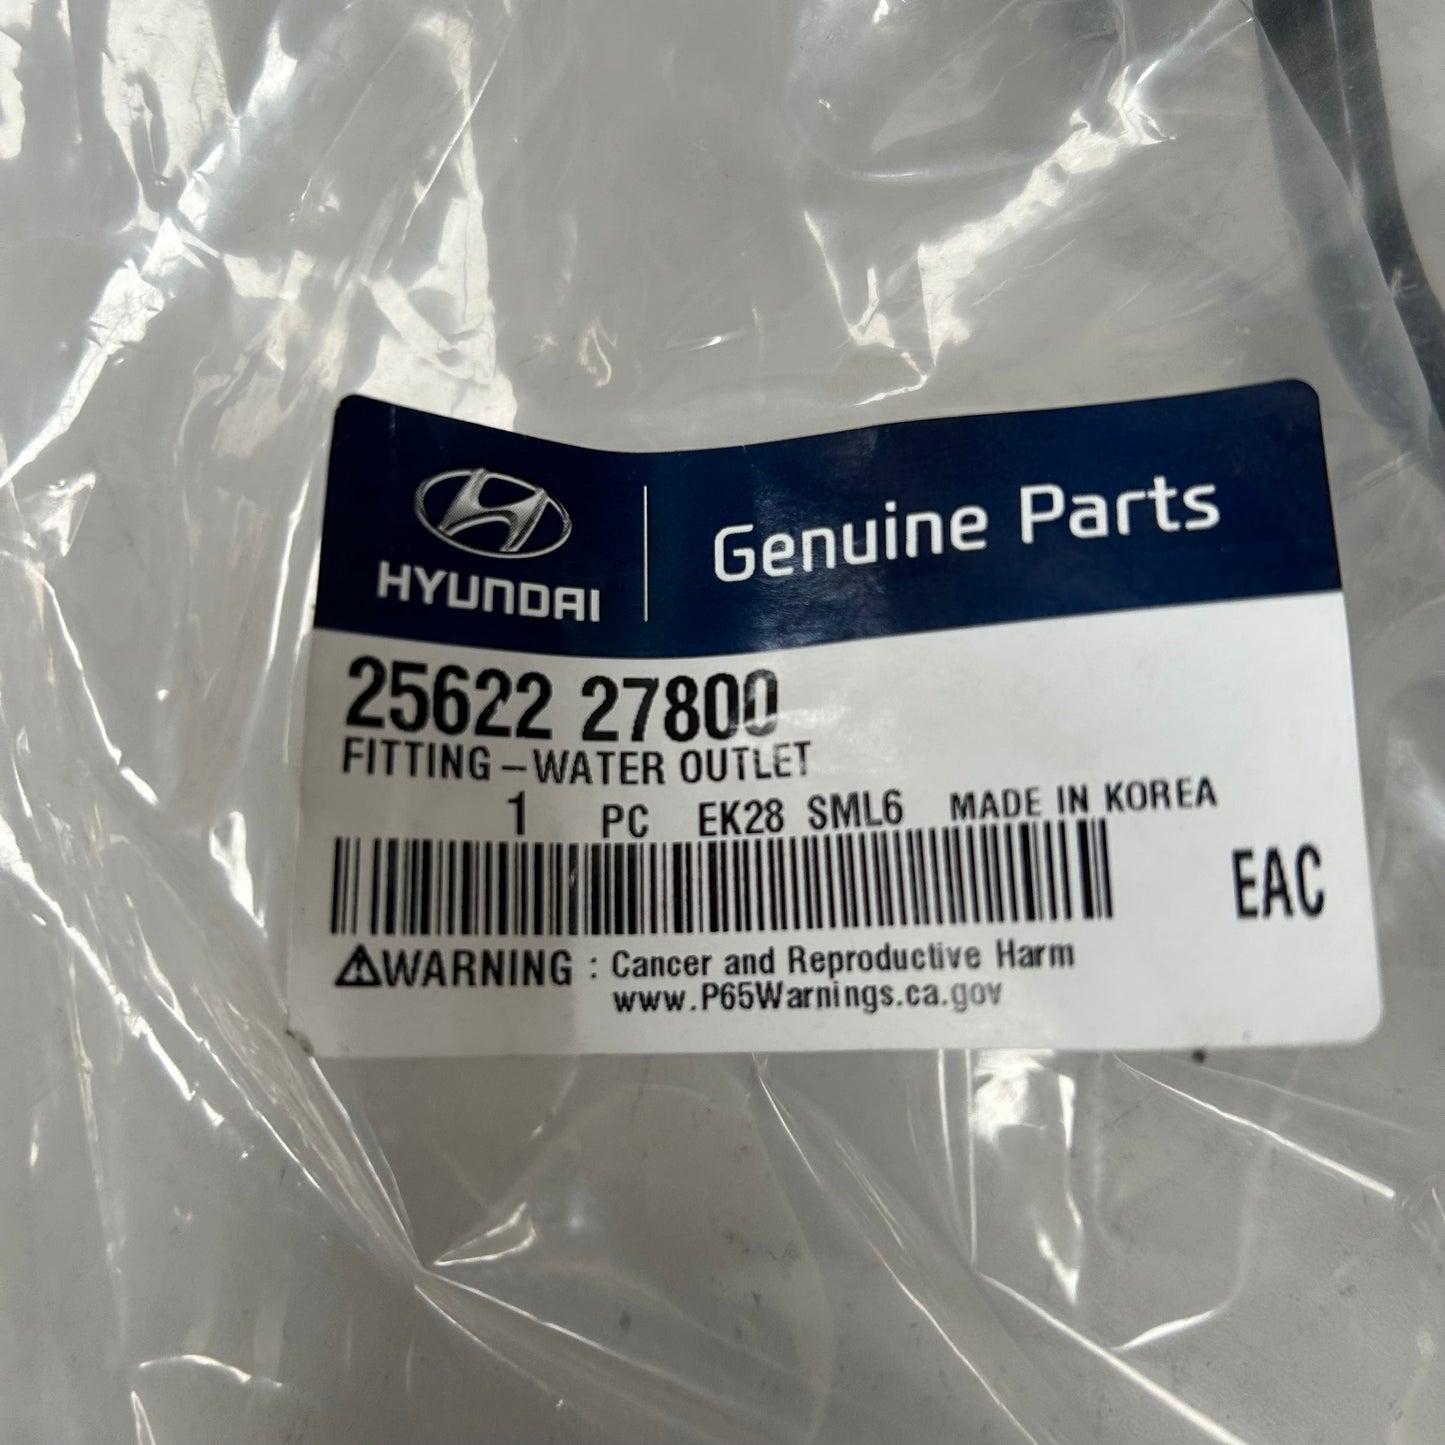 HYUNDAI
Genuine Parts
25622 27800
FITTING-WATER OUTLET
1 PC EK28 SML6 MADE IN KOREA
EAC
WARNING : Cancer and Reproductive Harm
www.P65Warnings.ca.gov